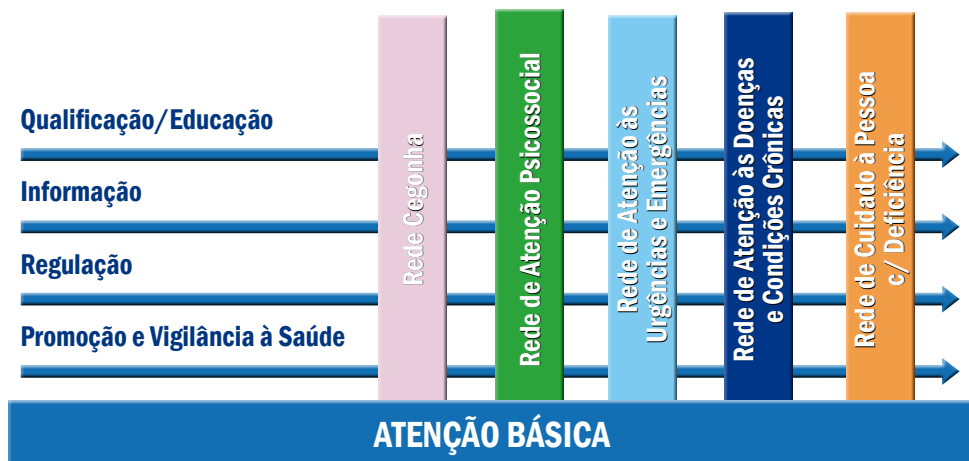 Qualificação/Educação
Informação
Regulação
Promoção e Vigilância à Saúde
Rede Cegonha
Rede de Atenção Psicossocial
Rede de Atenção às
Urgências e Emergências
Rede de Atenção às Doenças
e Condições Crônicas
Rede de Cuidado à Pessoa
c/ Deficiência
ATENÇÃO BÁSICA